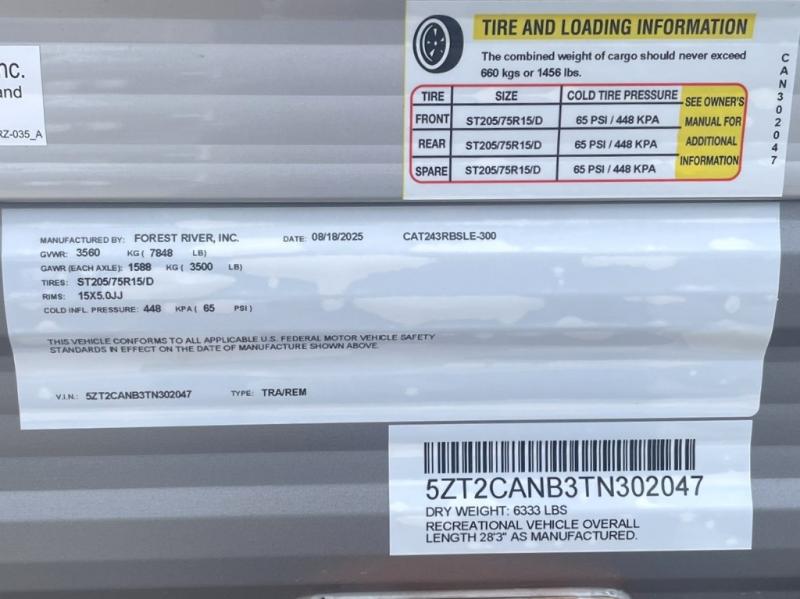 nc.
and
RZ-035_A
TIRE AND LOADING INFORMATION
The combined weight of cargo should never exceed
660 kgs or 1456 lbs.
TIRE SIZE COLD TIRE PRESSURE
FRONT ST205/75R15/D 65 PSI / 448 KPA
REAR ST205/75R15/D 65 PSI / 448 KPA
SPARE ST205/75R15/D 65 PSI / 448 KPA
SEE OWNER'S
MANUAL FOR
ADDITIONAL
INFORMATION
CAN302047
MANUFACTURED BY: FOREST RIVER, INC. DATE: 08/18/2025 CAT243RBSLE-300
GVWR: 3560 KG ( 7848 LB)
GAWR (EACH AXLE): 1588 KG ( 3500 LB)
TIRES: ST205/75R15/D
RIMS: 15X5.0JJ
COLD INFL. PRESSURE: 448 KPA ( 65 PSI )
THIS VEHICLE CONFORMS TO ALL APPLICABLE U.S. FEDERAL MOTOR VEHICLE SAFETY
STANDARDS IN EFFECT ON THE DATE OF MANUFACTURE SHOWN ABOVE.
V.I.N.: 5ZT2CANB3TN302047 TYPE: TRA/REM
5ZT2CANB3TN302047
DRY WEIGHT: 6333 LBS
RECREATIONAL VEHICLE OVERALL
LENGTH 28'3" AS MANUFACTURED.